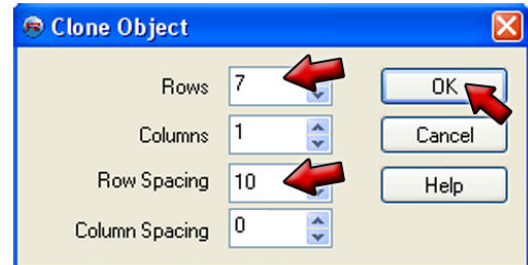 Clone Object
Rows 7 OK
Columns 1 Cancel
Row Spacing 10 Help
Column Spacing 0